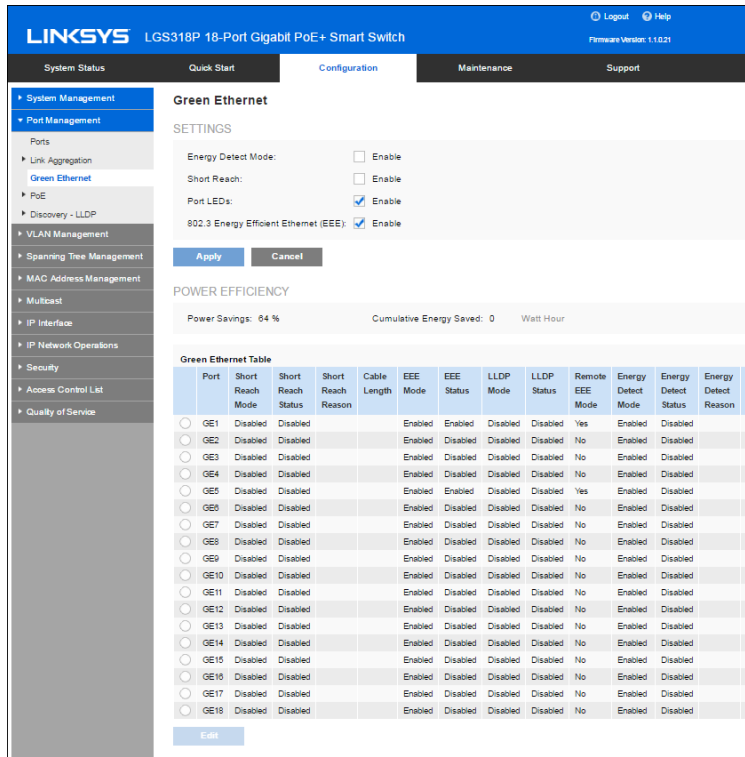 Logout Help
LINKSYS LGS318P 18-Port Gigabit PoE+ Smart Switch
Firmware Version: 1.1.0.21
System Status Quick Start Configuration Maintenance Support
System Management
Port Management
Ports
Link Aggregation
Green Ethernet
PoE
Discovery - LLDP
VLAN Management
Spanning Tree Management
MAC Address Management
Multicast
IP Interface
IP Network Operations
Security
Access Control List
Quality of Service
Green Ethernet
SETTINGS
Energy Detect Mode: Enable
Short Reach: Enable
Port LEDs: Enable
802.3 Energy Efficient Ethernet (EEE): Enable
Apply Cancel
POWER EFFICIENCY
Power Savings: 64 % Cumulative Energy Saved: 0 Watt Hour
Green Ethernet Table
Port Short Short Short Cable EEE EEE LLDP LLDP Remote Energy Energy Energy
Reach Reach Reach Length Mode Status Mode Status EEE Detect Detect Detect
Mode Status Reason Mode Mode Status Reason
GE1 Disabled Disabled Enabled Enabled Disabled Disabled Yes Enabled Disabled
GE2 Disabled Disabled Enabled Disabled Disabled Disabled No Enabled Disabled
GE3 Disabled Disabled Enabled Disabled Disabled Disabled No Enabled Disabled
GE4 Disabled Disabled Enabled Disabled Disabled Disabled No Enabled Disabled
GE5 Disabled Disabled Enabled Enabled Disabled Disabled Yes Enabled Disabled
GE6 Disabled Disabled Enabled Disabled Disabled Disabled No Enabled Disabled
GE7 Disabled Disabled Enabled Disabled Disabled Disabled No Enabled Disabled
GE8 Disabled Disabled Enabled Disabled Disabled Disabled No Enabled Disabled
GE9 Disabled Disabled Enabled Disabled Disabled Disabled No Enabled Disabled
GE10 Disabled Disabled Enabled Disabled Disabled Disabled No Enabled Disabled
GE11 Disabled Disabled Enabled Disabled Disabled Disabled No Enabled Disabled
GE12 Disabled Disabled Enabled Disabled Disabled Disabled No Enabled Disabled
GE13 Disabled Disabled Enabled Disabled Disabled Disabled No Enabled Disabled
GE14 Disabled Disabled Enabled Disabled Disabled Disabled No Enabled Disabled
GE15 Disabled Disabled Enabled Disabled Disabled Disabled No Enabled Disabled
GE16 Disabled Disabled Enabled Disabled Disabled Disabled No Enabled Disabled
GE17 Disabled Disabled Enabled Disabled Disabled Disabled No Enabled Disabled
GE18 Disabled Disabled Enabled Disabled Disabled Disabled No Enabled Disabled
Edit